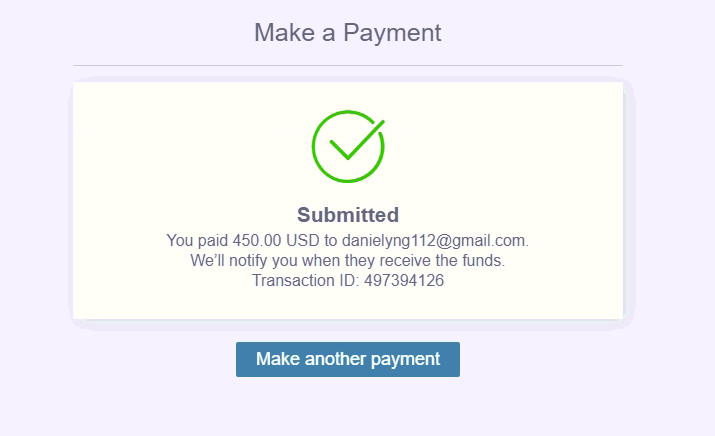 Make a Payment
Submitted
You paid 450.00 USD to danielyng112@gmail.com.
We’ll notify you when they receive the funds.
Transaction ID: 497394126
Make another payment